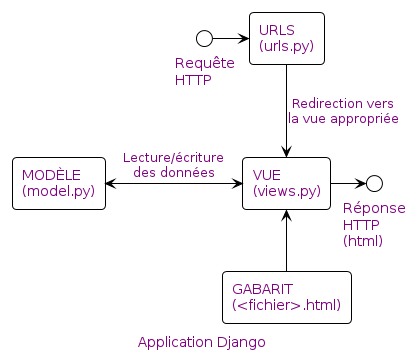 URLS
(urls.py)
Requête
HTTP
Redirection vers
la vue appropriée
Lecture/écriture
des données
MODÈLE
(model.py)
VUE
(views.py)
Réponse
HTTP
(html)
GABARIT
(<fichier>.html)
Application Django